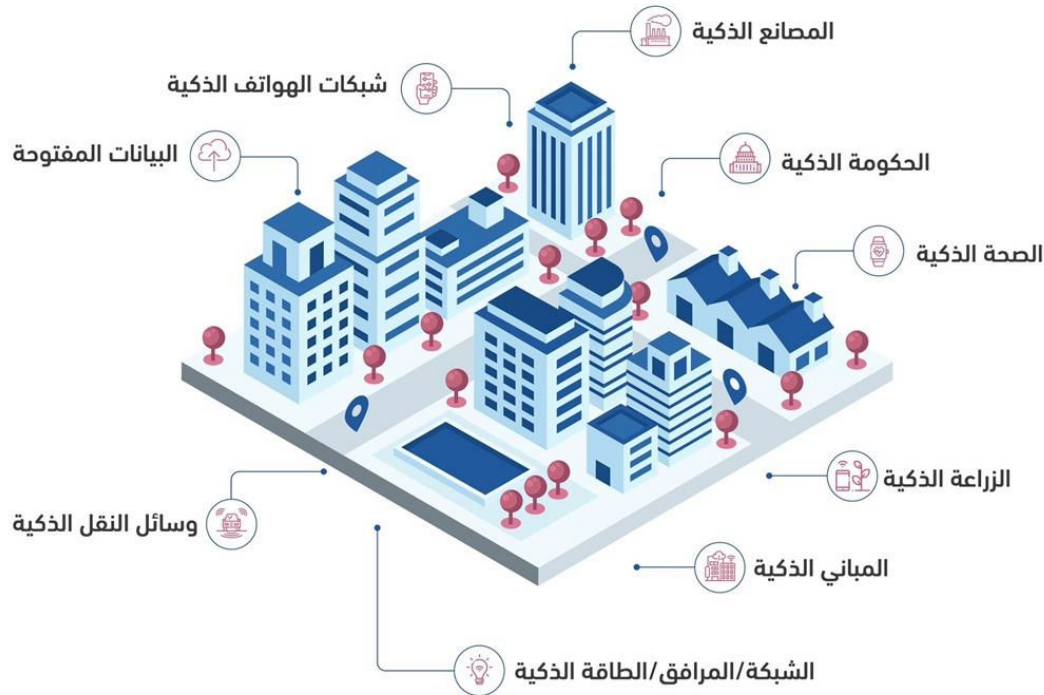 المصانع الذكية
شبكات الهواتف الذكية
البيانات المفتوحة
الحكومة الذكية
الصحة الذكية
الزراعة الذكية
وسائل النقل الذكية
المباني الذكية
الشبكة/المرافق/الطاقة الذكية